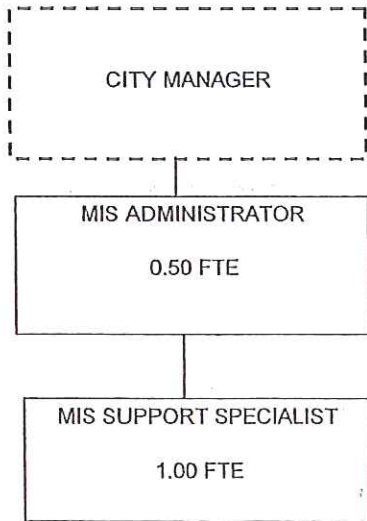 CITY MANAGER
MIS ADMINISTRATOR
0.50 FTE
MIS SUPPORT SPECIALIST
1.00 FTE